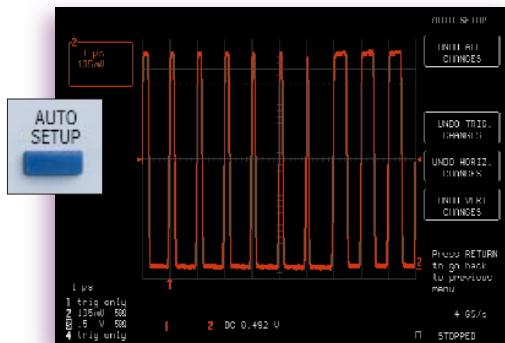 AUTO SETUP
2
1 µs
135mV
UNDO ALL
CHANGES
AUTO
SETUP
UNDO TRIG.
CHANGES
UNDO HORIZ.
CHANGES
UNDO VERT
CHANGES
Press RETURN
to go back
to previous
menu
2
1 µs
1 trig only
2 135mV 50Ω
3 .5 V 50Ω
4 trig only
1 2 DC 0.492 V
4 GS/s
STOPPED